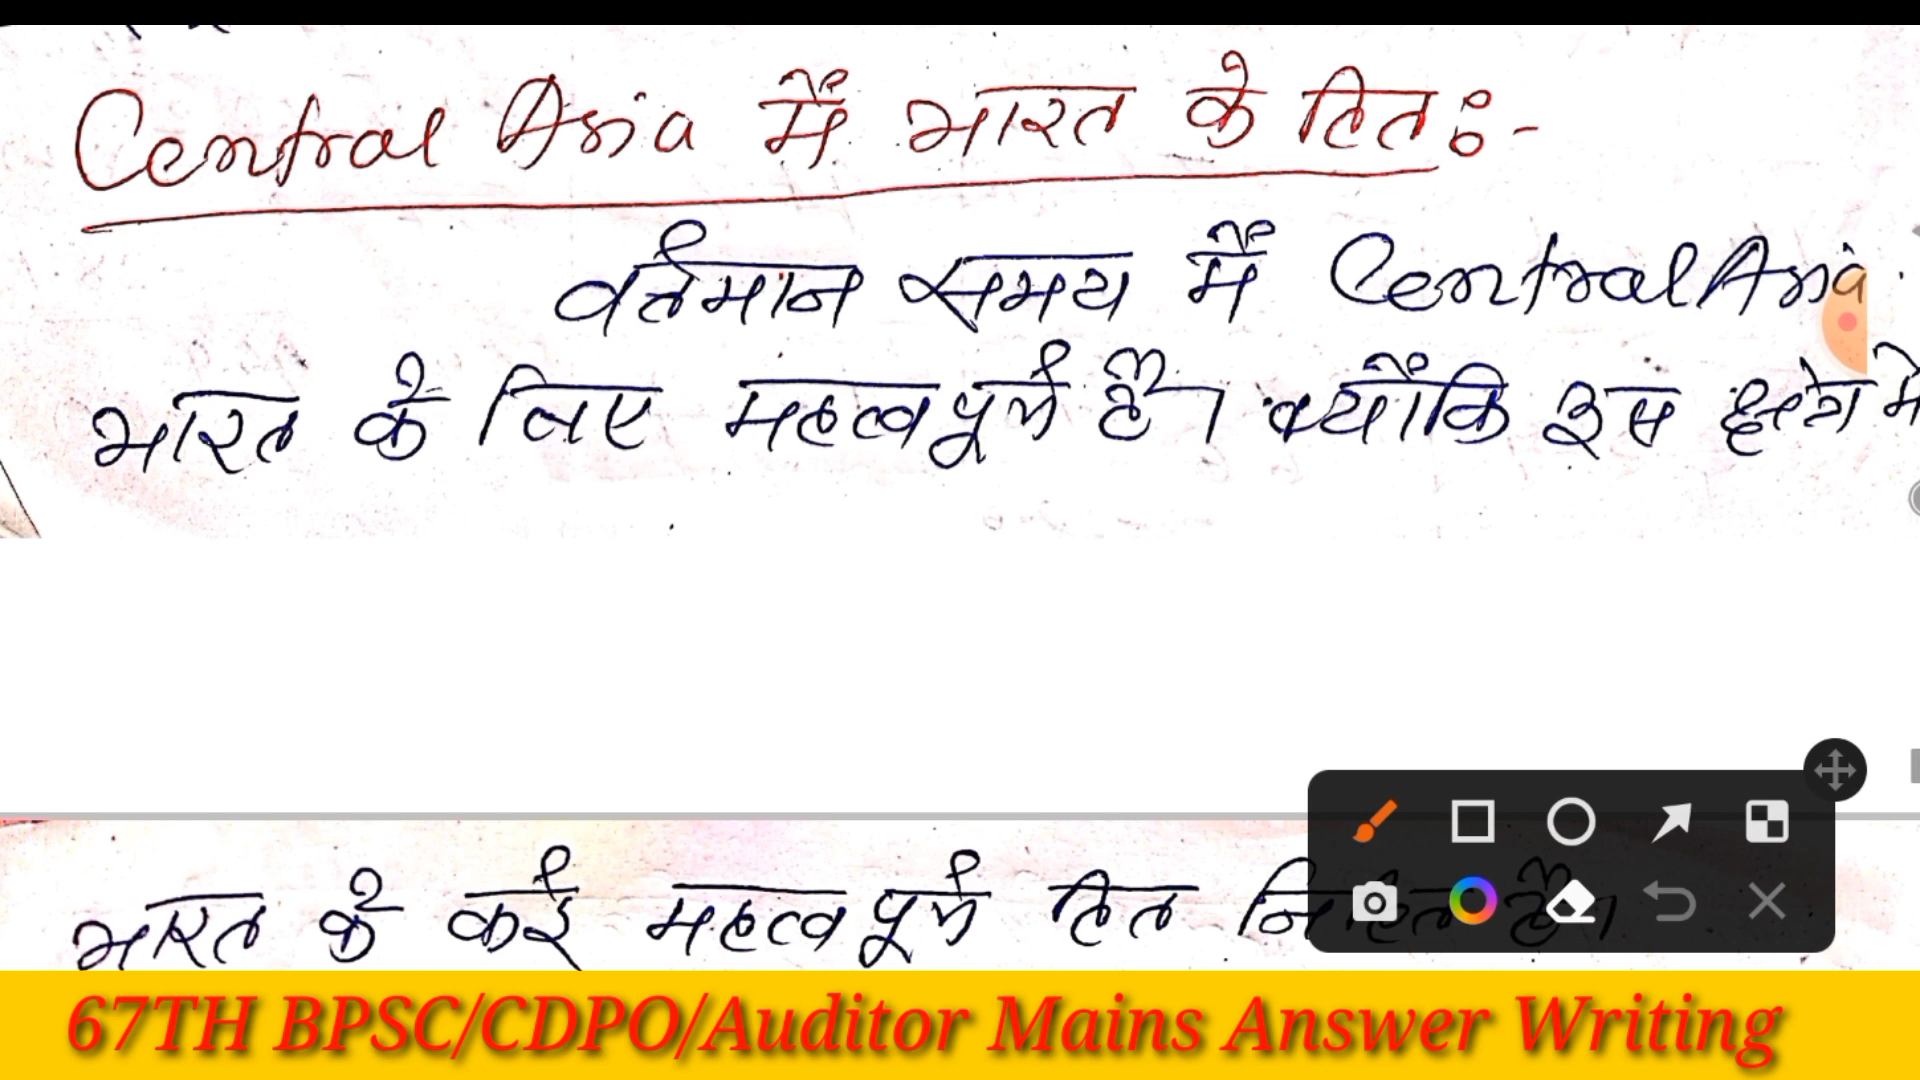 Central Asia में भारत के हित :-
वर्तमान समय में Central Asia
भारत के लिए महत्वपूर्ण है। क्योंकि इस क्षेत्र में
भारत के कई महत्वपूर्ण हित निहित हैं।
67TH BPSC/CDPO/Auditor Mains Answer Writing